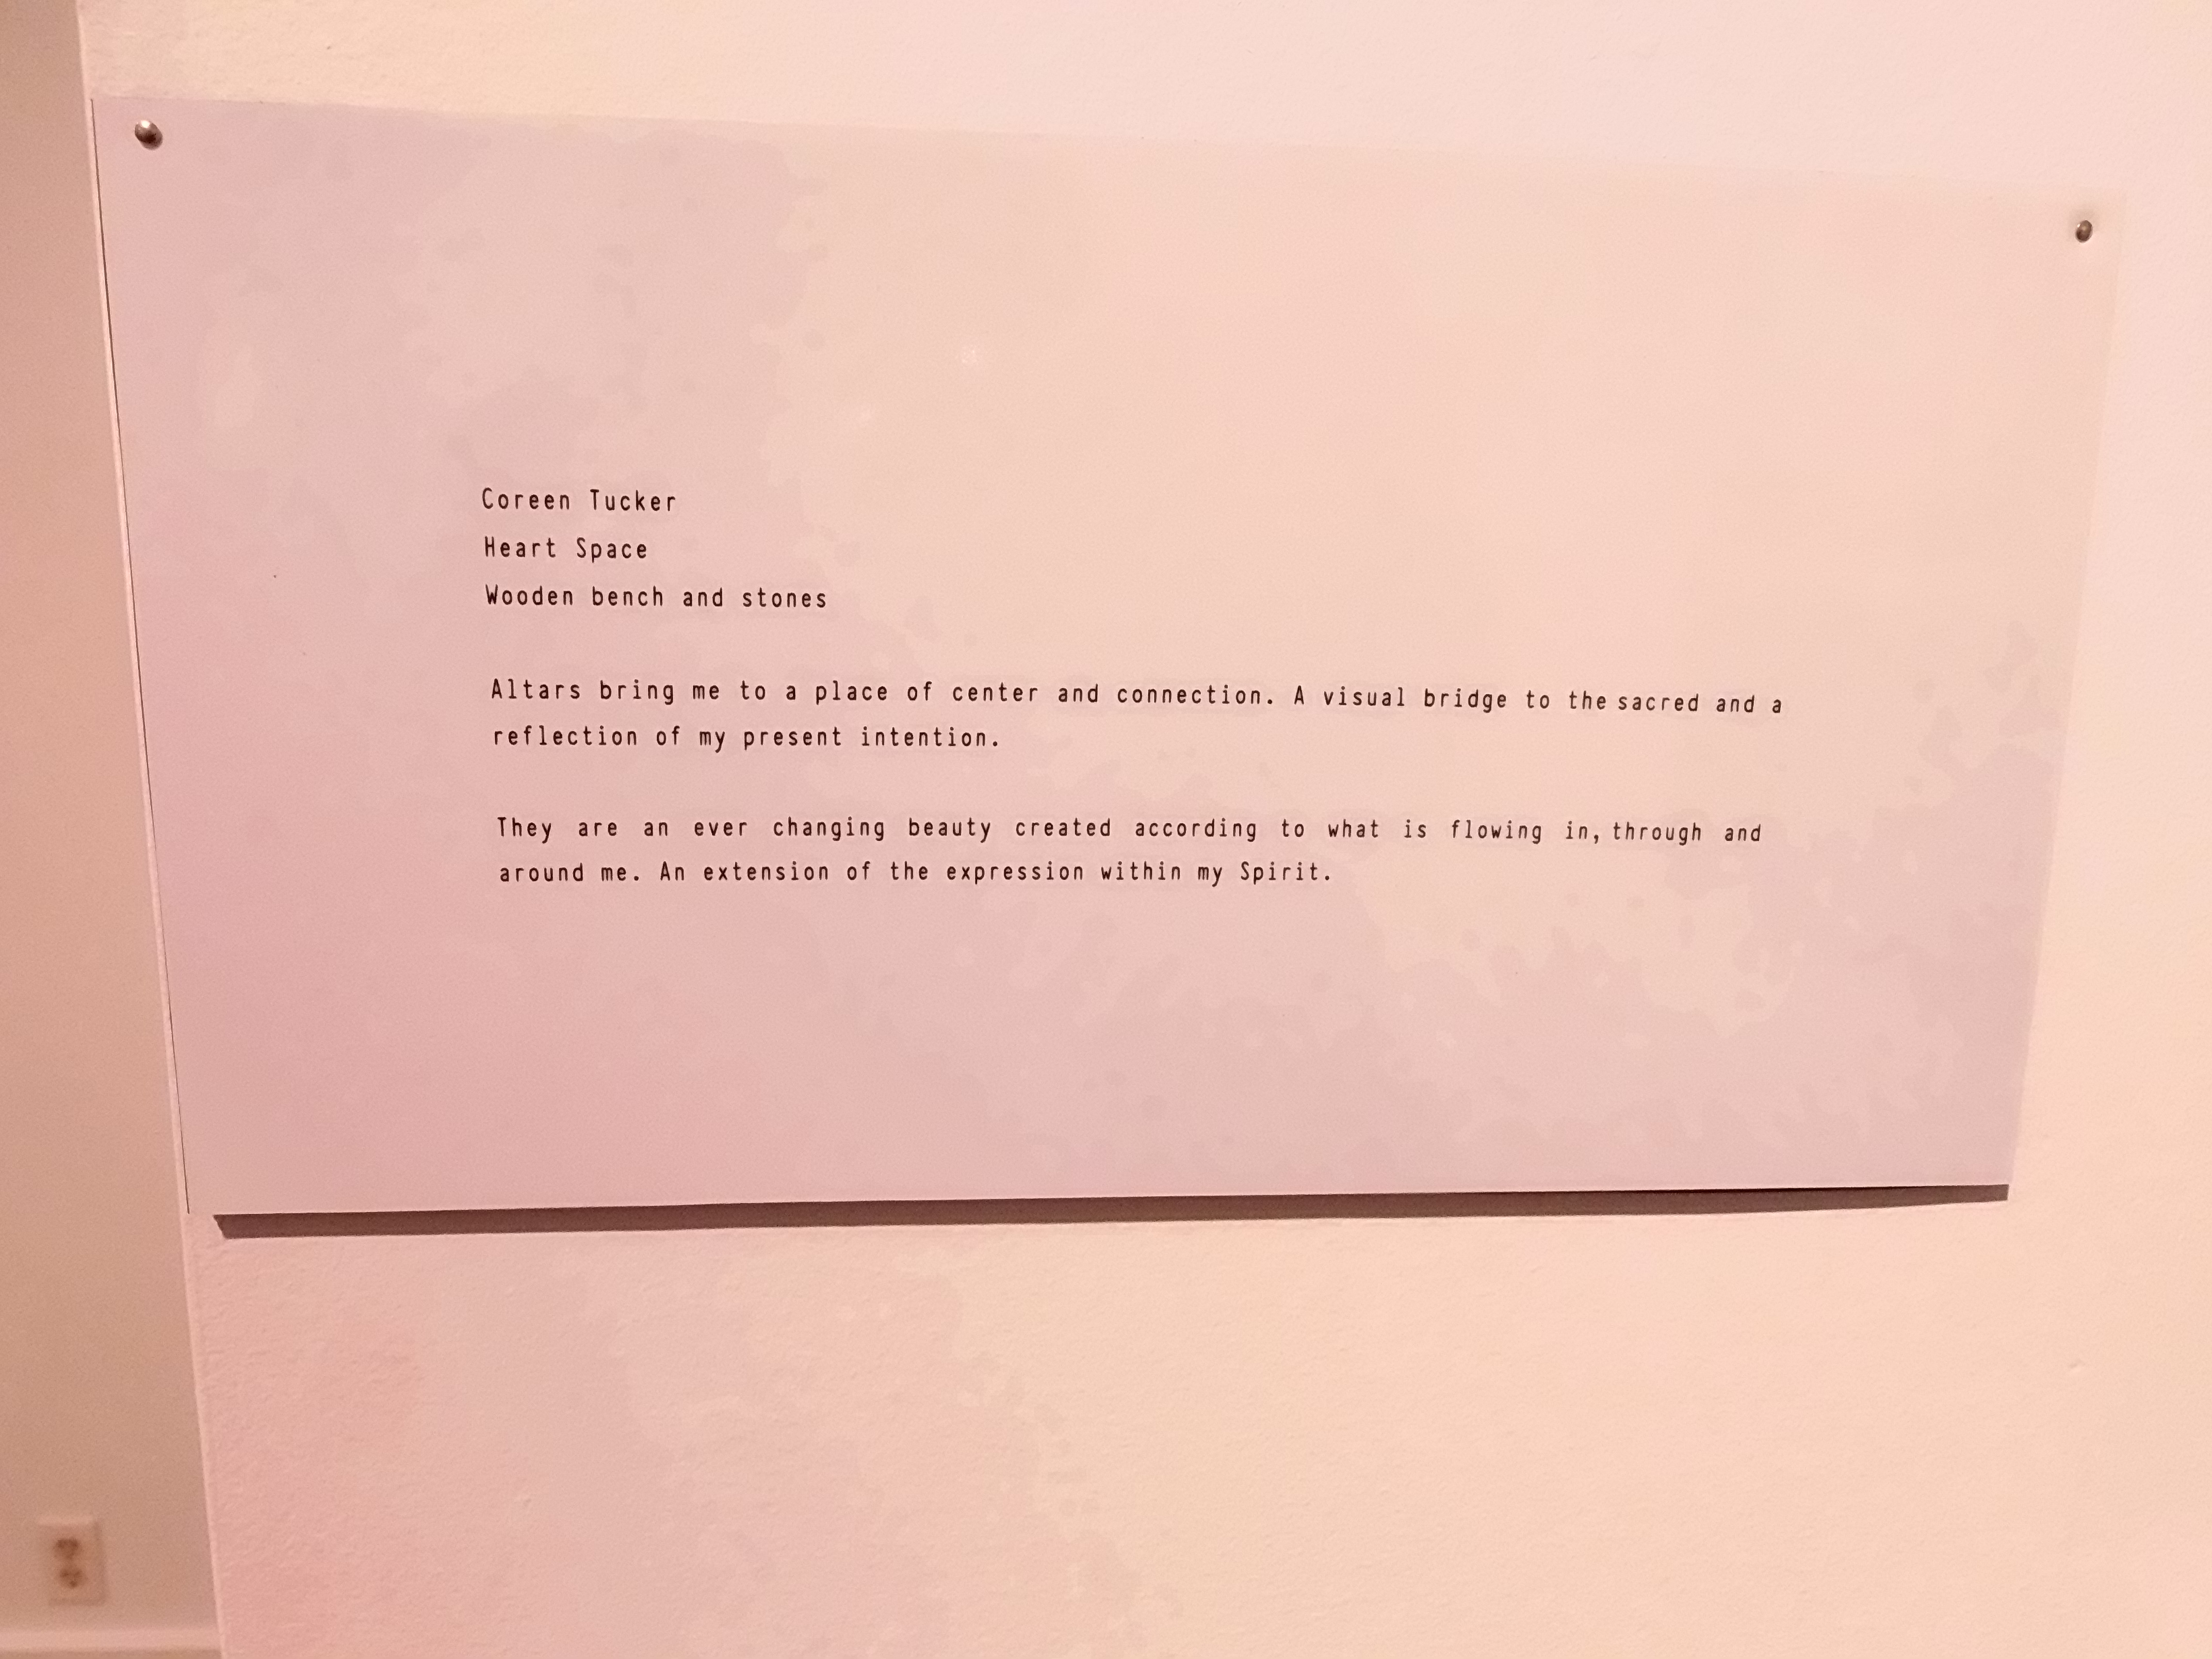 Coreen Tucker
Heart Space
Wooden bench and stones
Altars bring me to a place of center and connection. A visual bridge to the sacred and a
reflection of my present intention.
They are an ever changing beauty created according to what is flowing in, through and
around me. An extension of the expression within my Spirit.